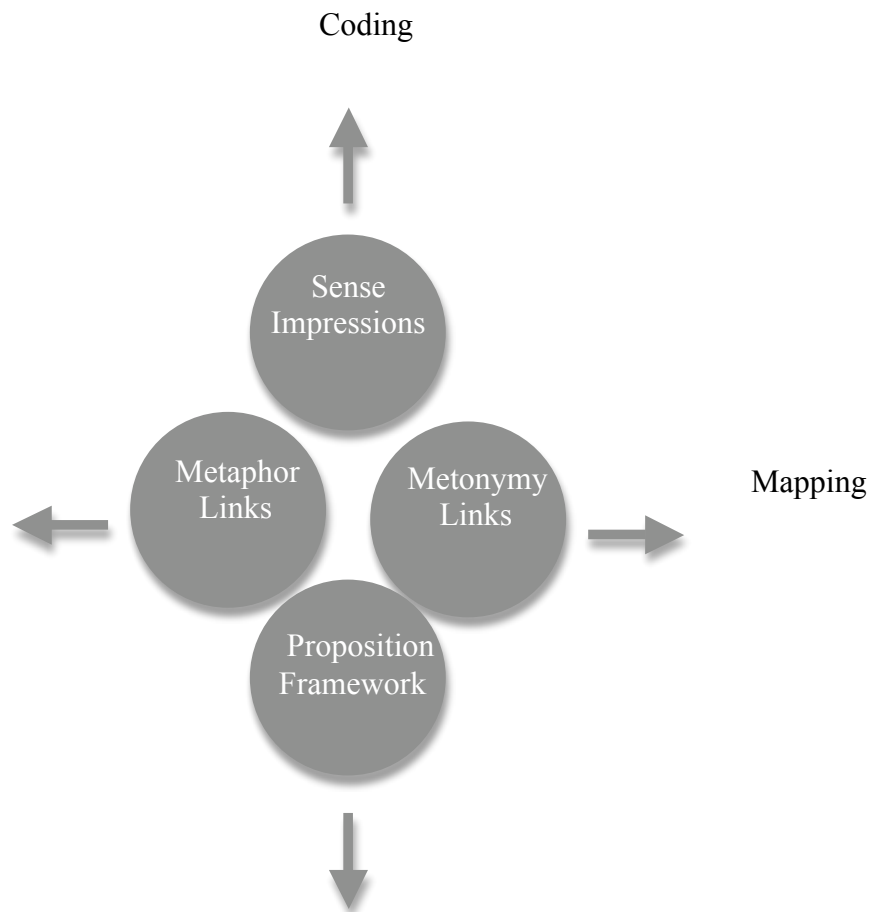 Coding
Sense
Impressions
Metaphor
Links
Metonymy
Links
Mapping
Proposition
Framework